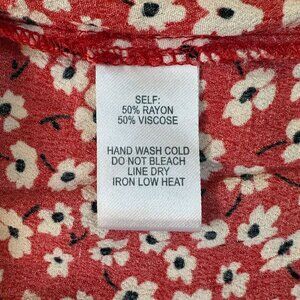 SELF:
50% RAYON
50% VISCOSE
HAND WASH COLD
DO NOT BLEACH
LINE DRY
IRON LOW HEAT